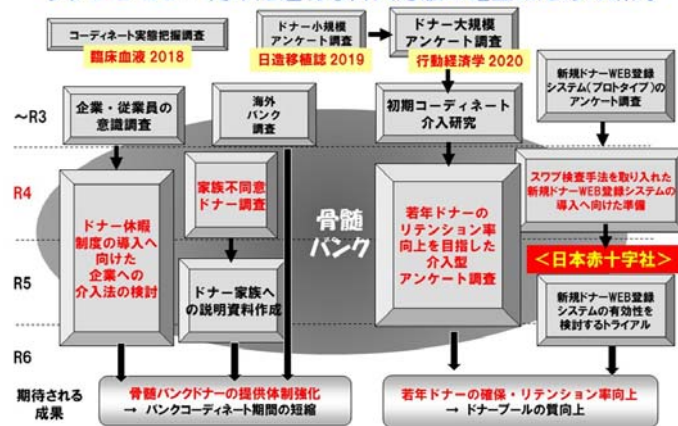 コーディネート実態把握調査
臨床血液 2018
ドナー小規模
アンケート調査
日造移植誌 2019
ドナー大規模
アンケート調査
行動経済学 2020
新規ドナーWEB登録
システム(プロトタイプ)の
アンケート調査
~R3
企業・従業員の
意識調査
海外
バンク
調査
初期コーディネート
介入研究
R4
家族不同意
ドナー調査
スワブ検査手法を取り入れた
新規ドナーWEB登録システムの
導入へ向けた準備
ドナー休暇
制度の導入へ
向けた
企業への
介入法の検討
骨髄
バンク
若年ドナーの
リテンション率
向上を目指した
介入型
アンケート調査
<日本赤十字社>
R5
ドナー家族へ
の説明資料作成
新規ドナーWEB登録
システムの有効性を
検討するトライアル
R6
期待される
成果
骨髄バンクドナーの提供体制強化
→ バンクコーディネート期間の短縮
若年ドナーの確保・リテンション率向上
→ ドナープールの質向上